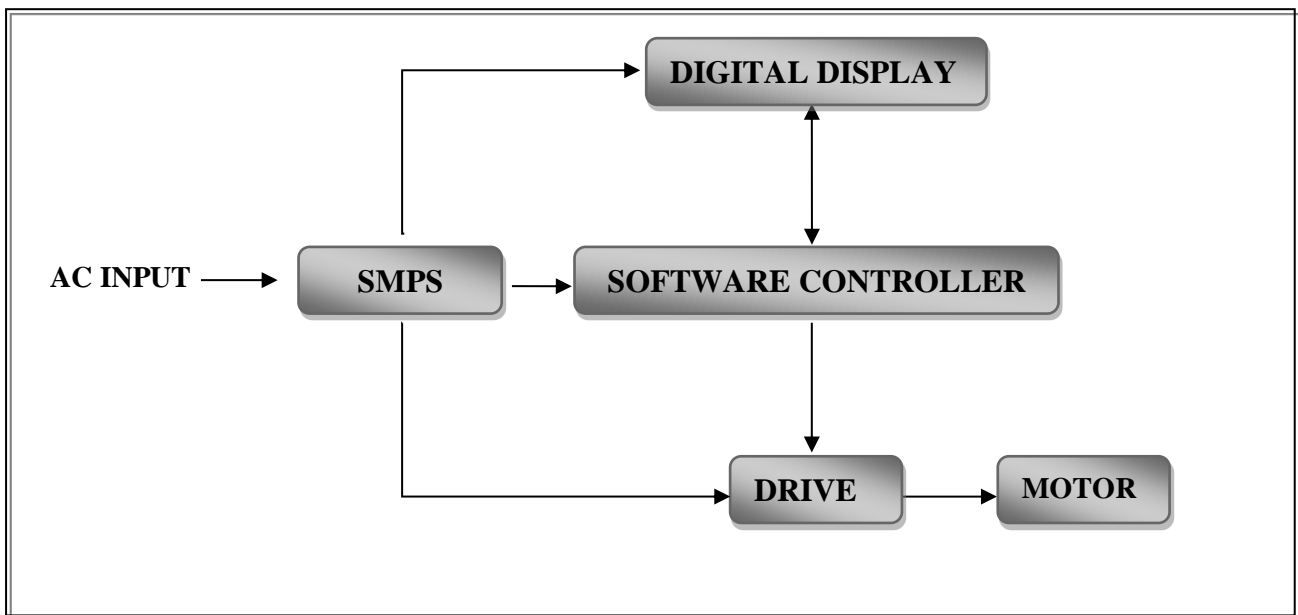 DIGITAL DISPLAY
AC INPUT
SMPS
SOFTWARE CONTROLLER
DRIVE
MOTOR